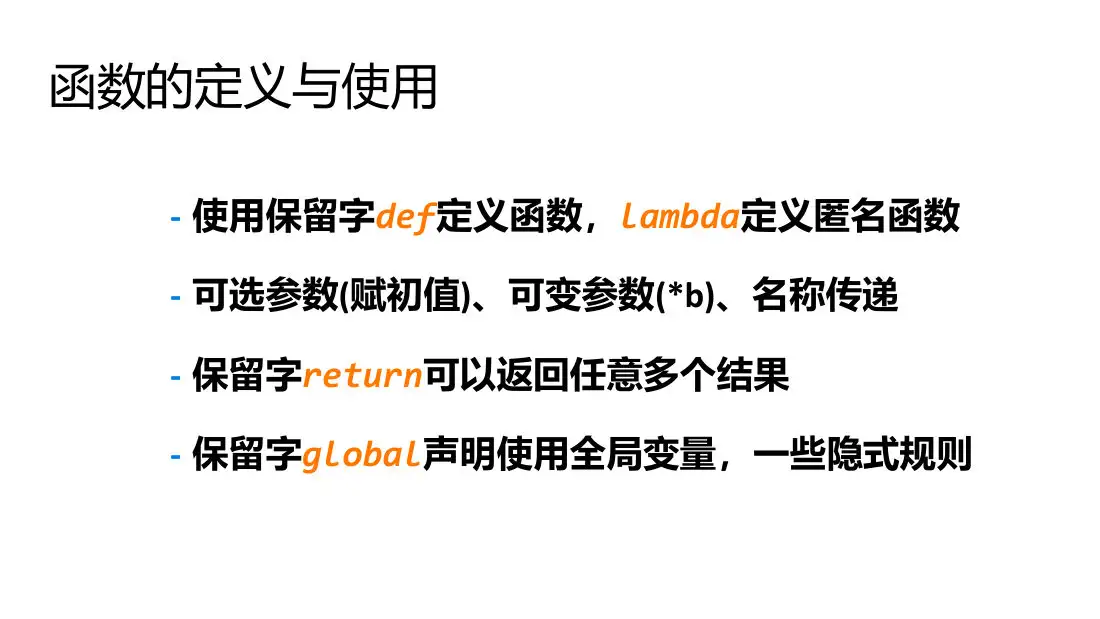 函数的定义与使用
- 使用保留字def定义函数，lambda定义匿名函数
- 可选参数(赋初值)、可变参数(*b)、名称传递
- 保留字return可以返回任意多个结果
- 保留字global声明使用全局变量，一些隐式规则